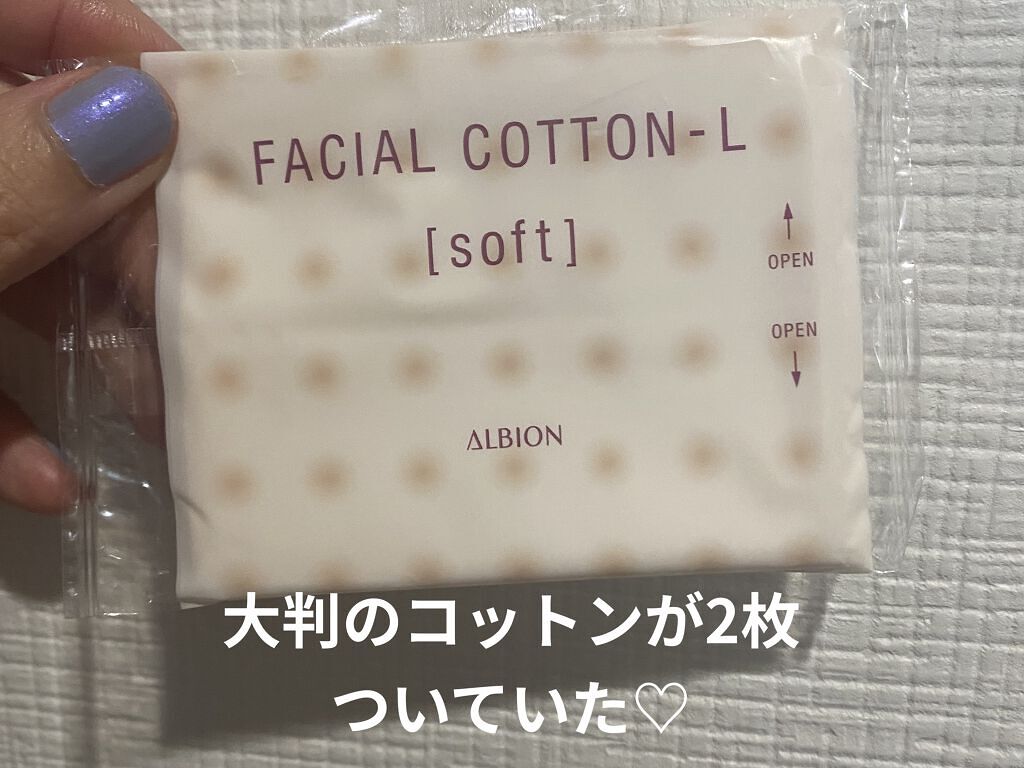 FACIAL COTTON-L
[soft]
OPEN
OPEN
ALBION
大判のコットンが2枚
ついていた♡